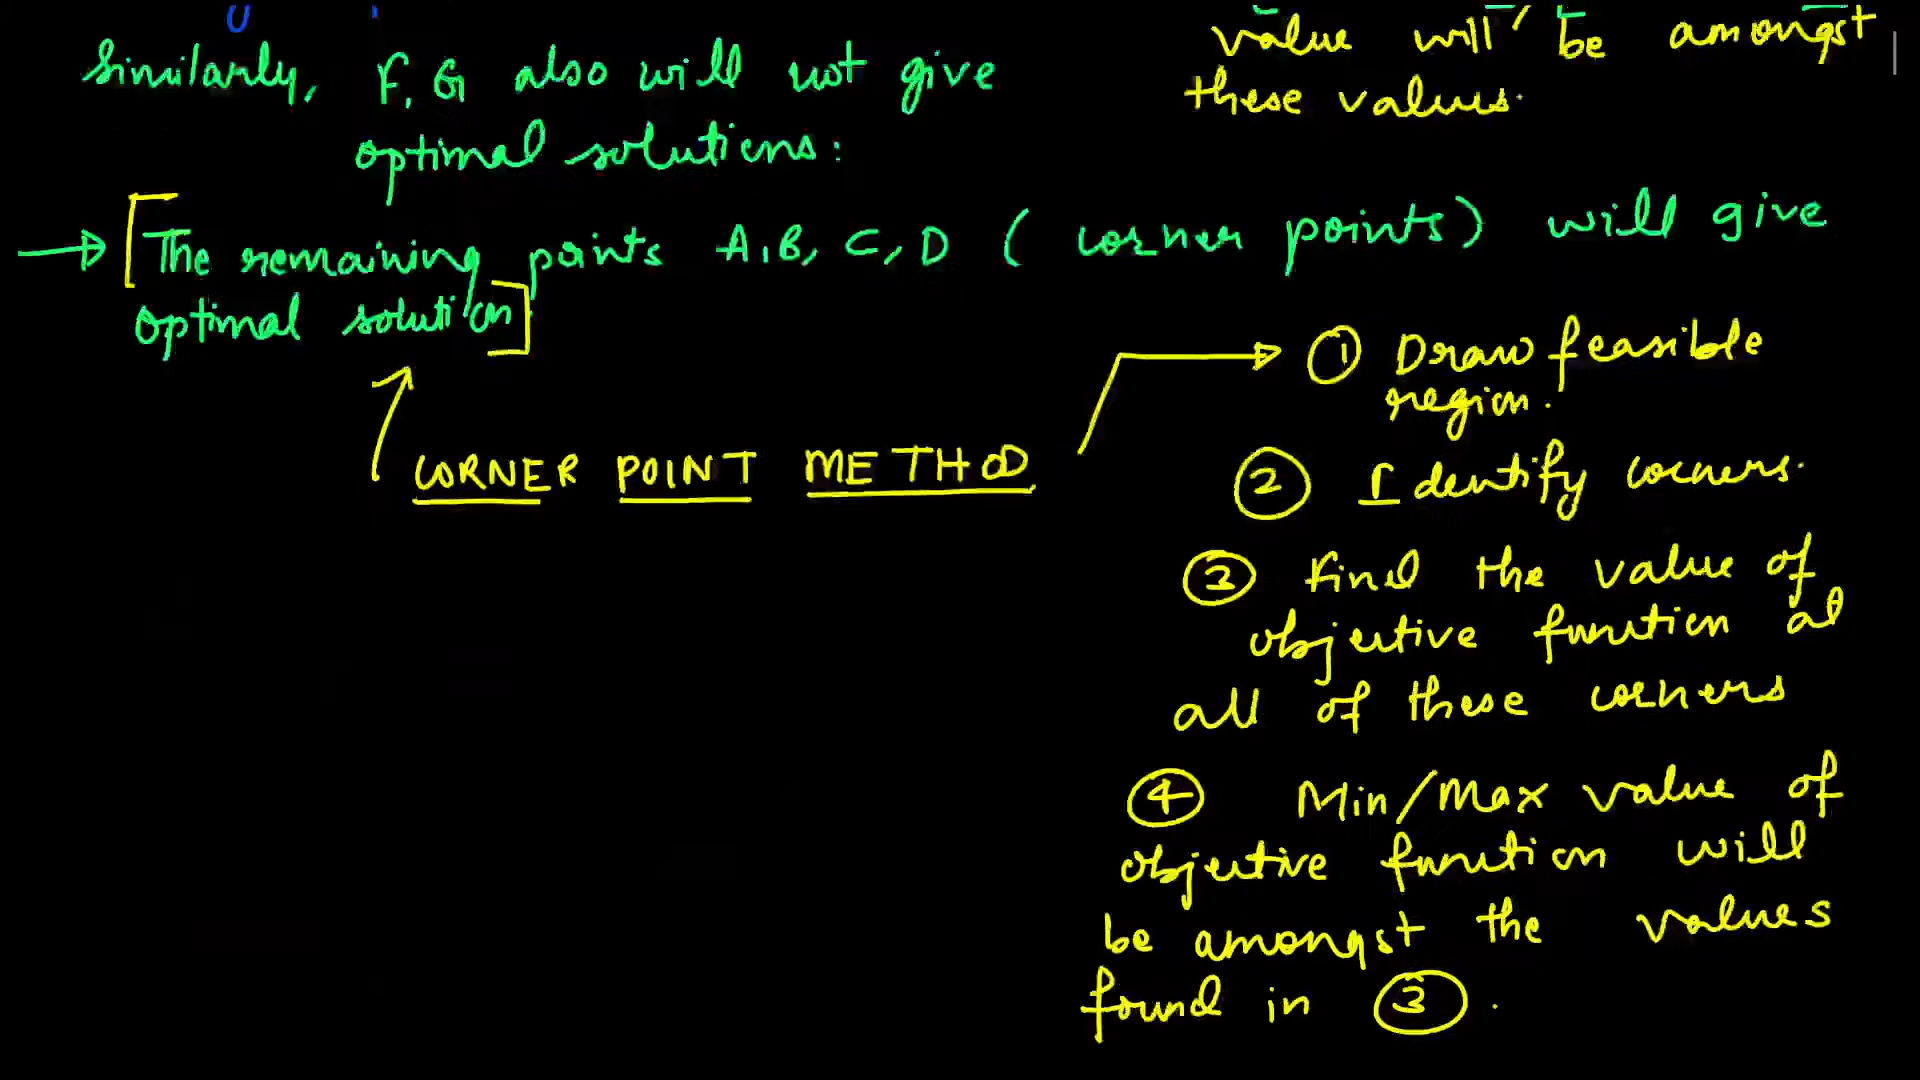 value will be amongst
these values.
Similarly, F, G also will not give
optimal solutions:
→ [The remaining points A, B, C, D (corner points) will give
optimal solution].
CORNER POINT METHOD
① Draw feasible
region.
② Identify corners.
③ Find the value of
objective function at
all of these corners
④ Min/Max value of
objective function will
be amongst the values
found in ③.